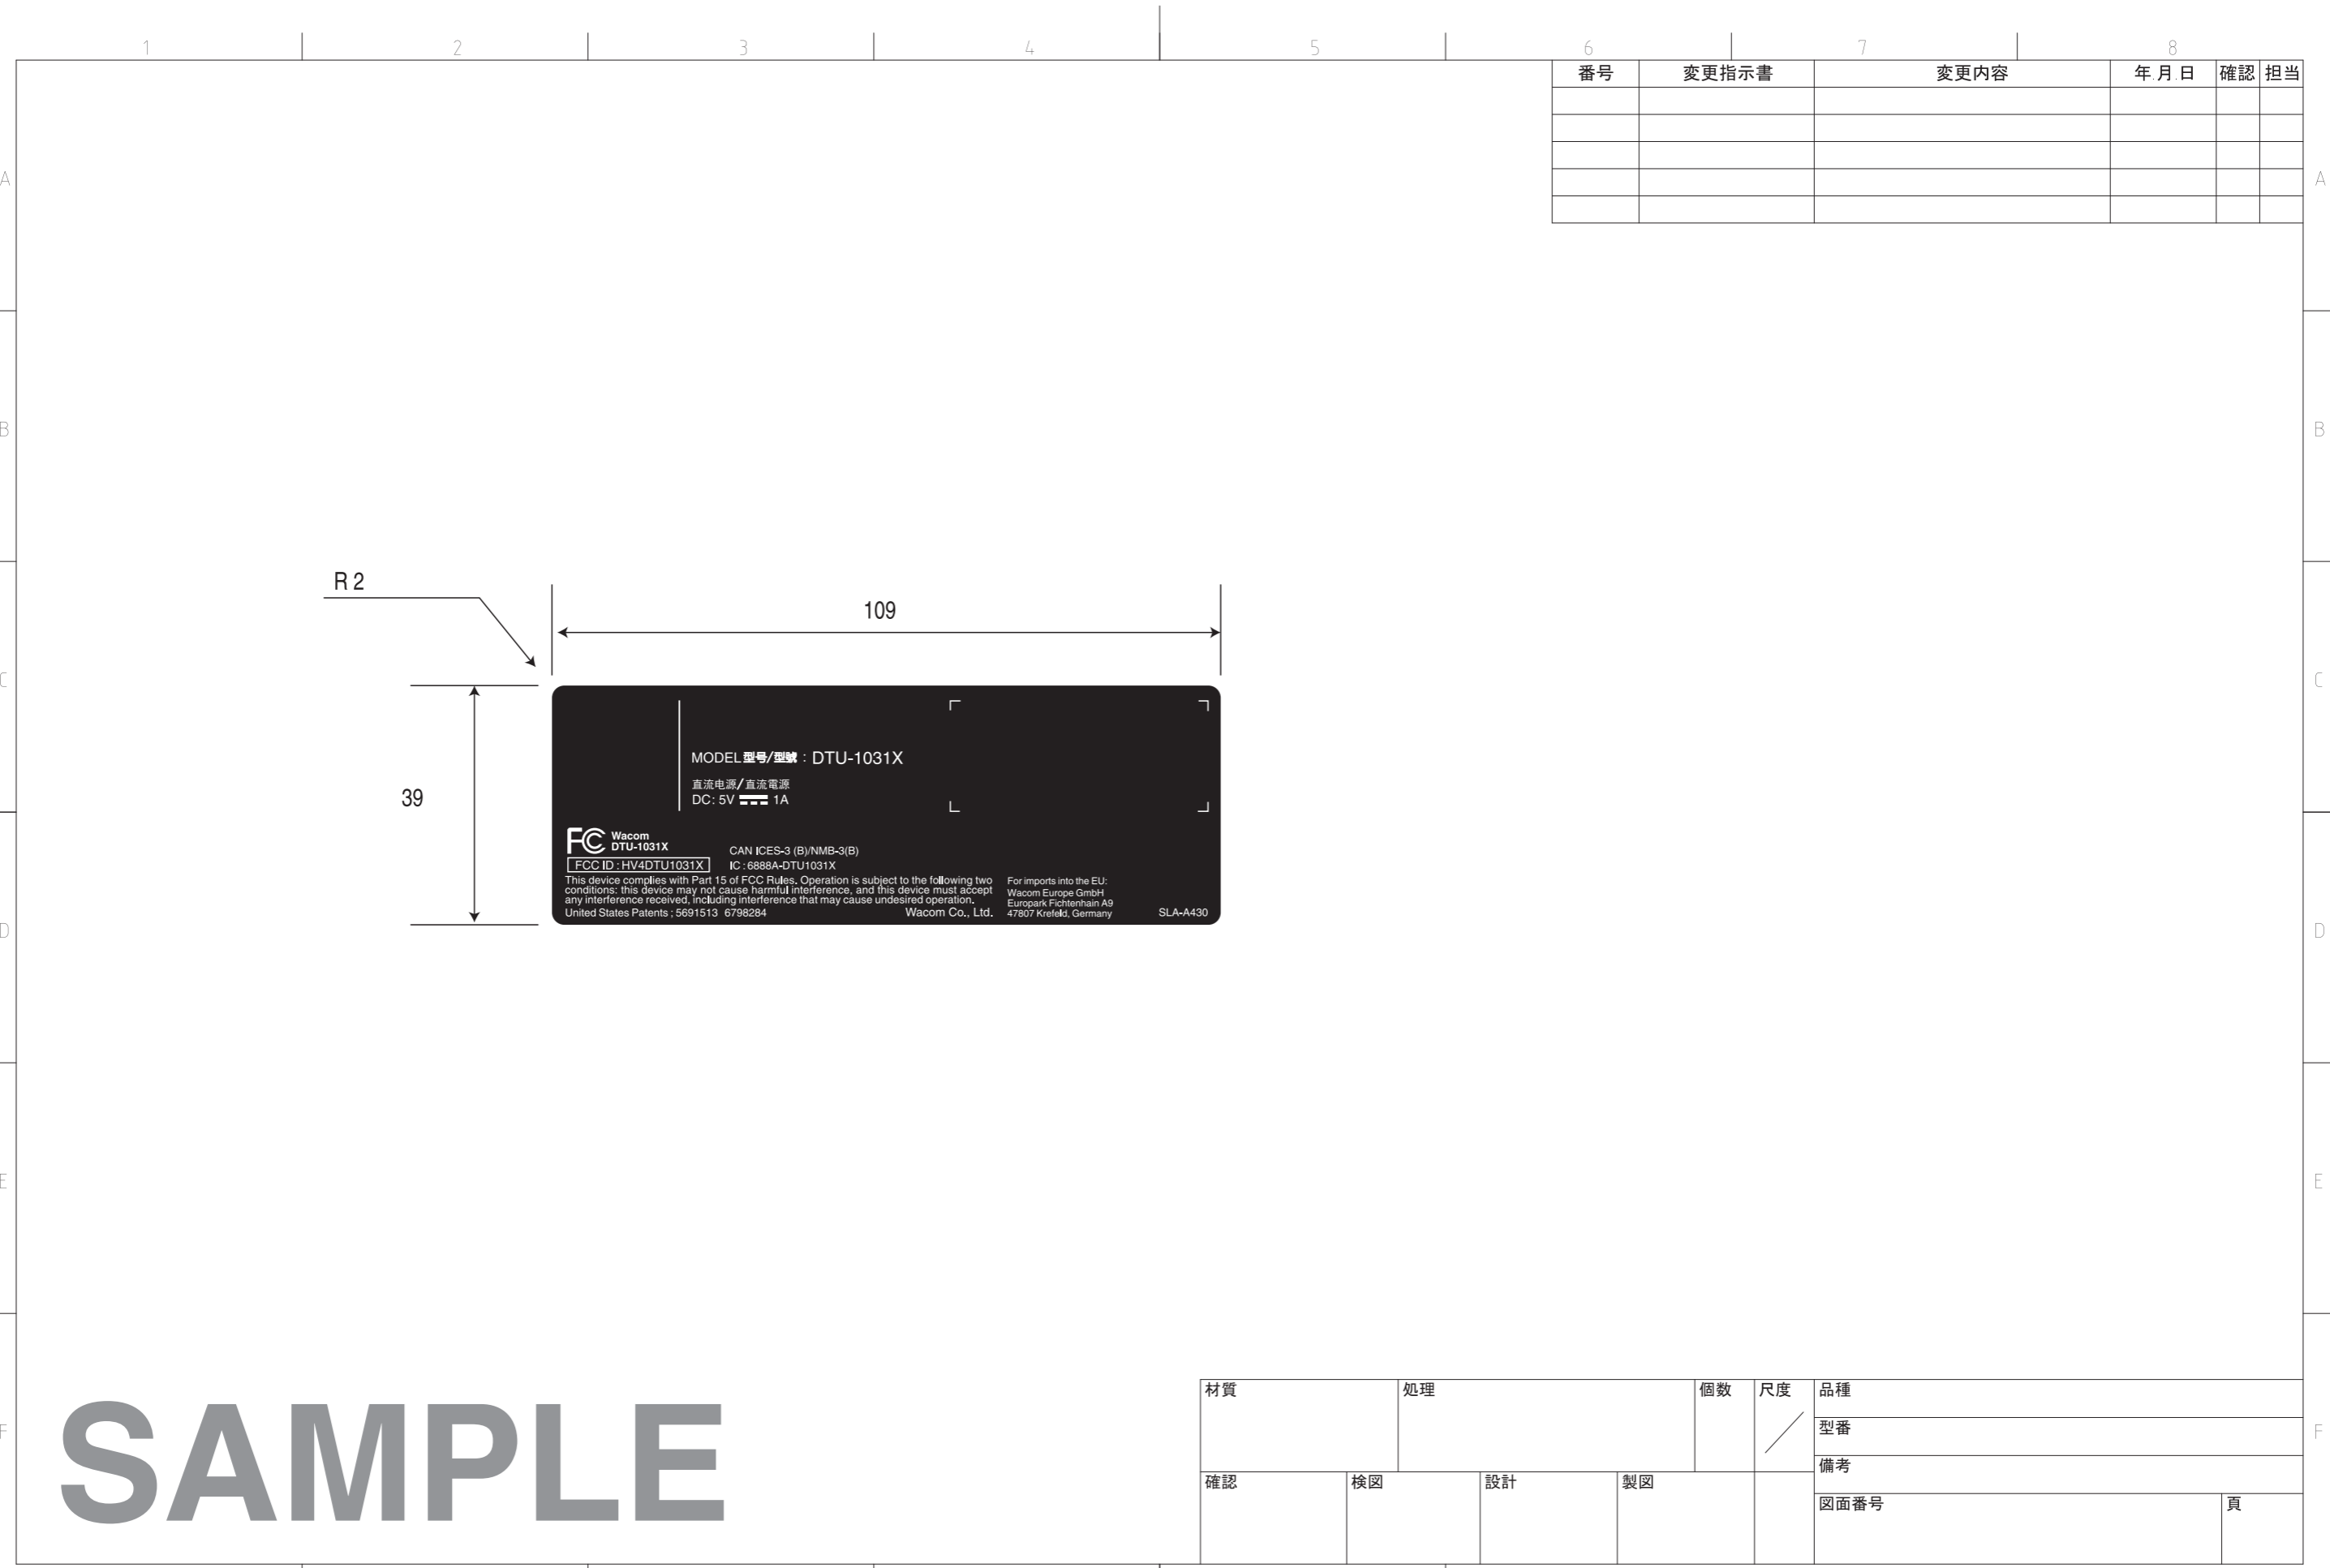 1 2 3 4 5 6 7 8
番号 変更指示書 変更内容 年.月.日 確認 担当
A A
B B
R 2
109
C C
MODEL型号/型號 : DTU-1031X
直流电源/直流電源
DC: 5V 1A
39
FC Wacom
DTU-1031X
CAN ICES-3 (B)/NMB-3(B)
FCC ID : HV4DTU1031X IC : 6888A-DTU1031X
This device complies with Part 15 of FCC Rules. Operation is subject to the following two
conditions: this device may not cause harmful interference, and this device must accept
any interference received, including interference that may cause undesired operation.
United States Patents ; 5691513 6798284 Wacom Co., Ltd.
For imports into the EU:
Wacom Europe GmbH
Europark Fichtenhain A9
47807 Krefeld, Germany
SLA-A430
D D
E E
F F
SAMPLE
材質 処理 個数 尺度 品種
型番
備考
確認 検図 設計 製図
図面番号 頁